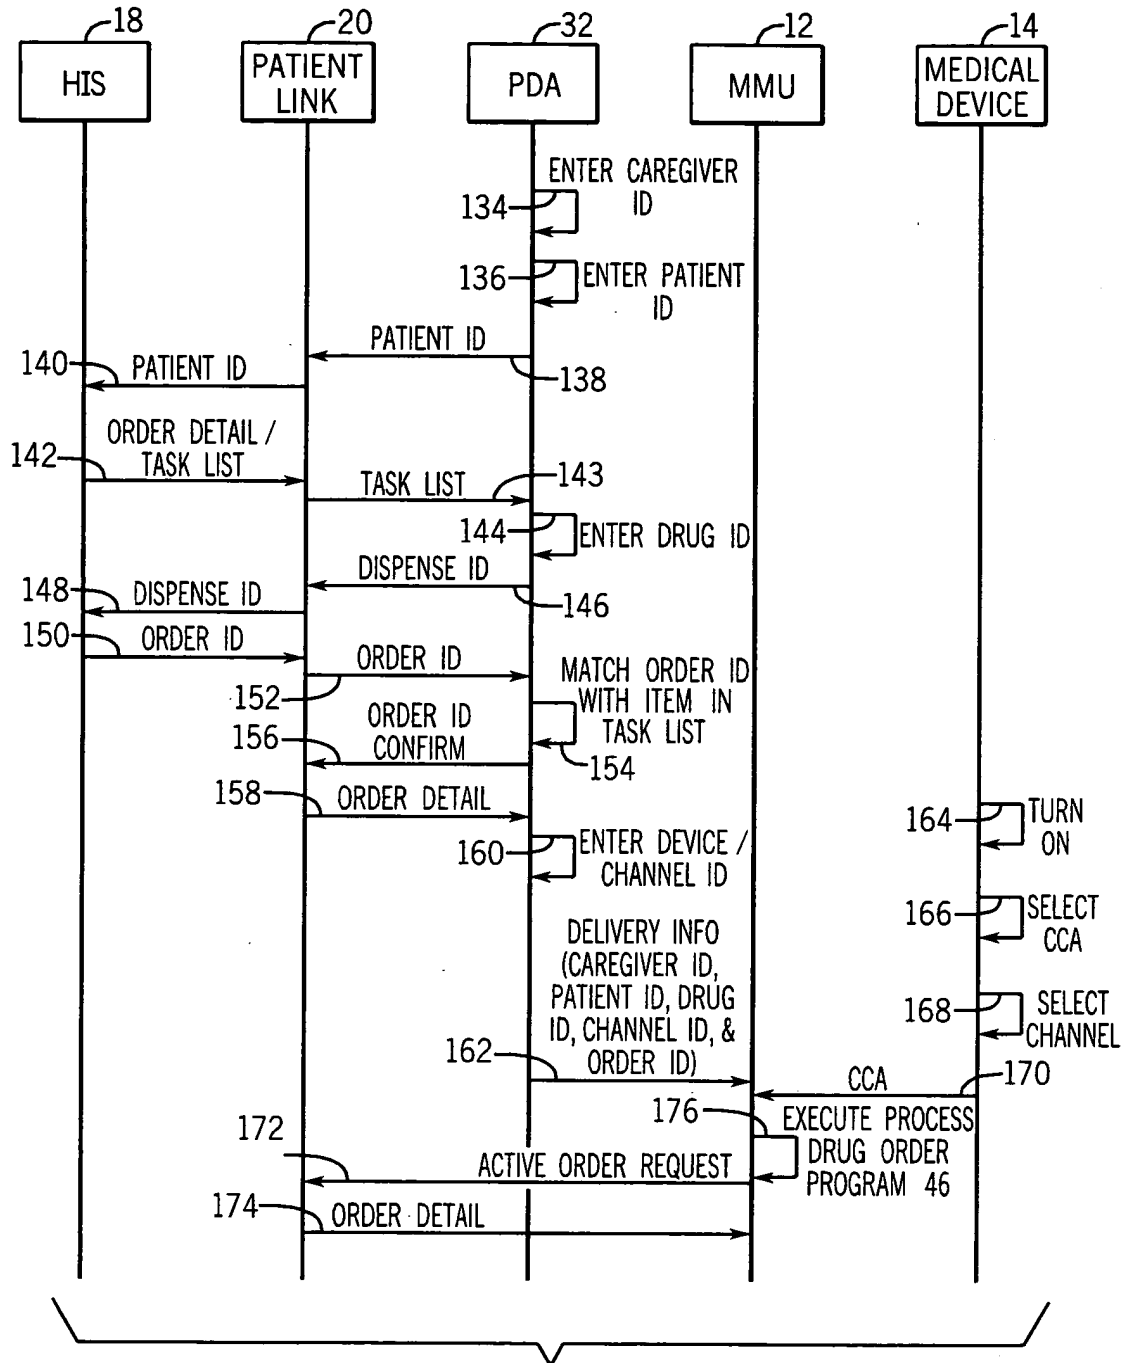 18
20
32
12
14
HIS
PATIENT
LINK
PDA
MMU
MEDICAL
DEVICE
ENTER CAREGIVER
ID
134
136
ENTER PATIENT
ID
PATIENT ID
138
140
PATIENT ID
ORDER DETAIL /
TASK LIST
142
TASK LIST
143
144
ENTER DRUG ID
DISPENSE ID
146
148
DISPENSE ID
150
ORDER ID
ORDER ID
152
MATCH ORDER ID
WITH ITEM IN
TASK LIST
154
ORDER ID
CONFIRM
156
158
ORDER DETAIL
160
ENTER DEVICE /
CHANNEL ID
164
TURN
ON
166
SELECT
CCA
168
SELECT
CHANNEL
DELIVERY INFO
(CAREGIVER ID,
PATIENT ID, DRUG
ID, CHANNEL ID, &
ORDER ID)
162
CCA
170
176
EXECUTE PROCESS
DRUG ORDER
PROGRAM 46
172
ACTIVE ORDER REQUEST
174
ORDER DETAIL